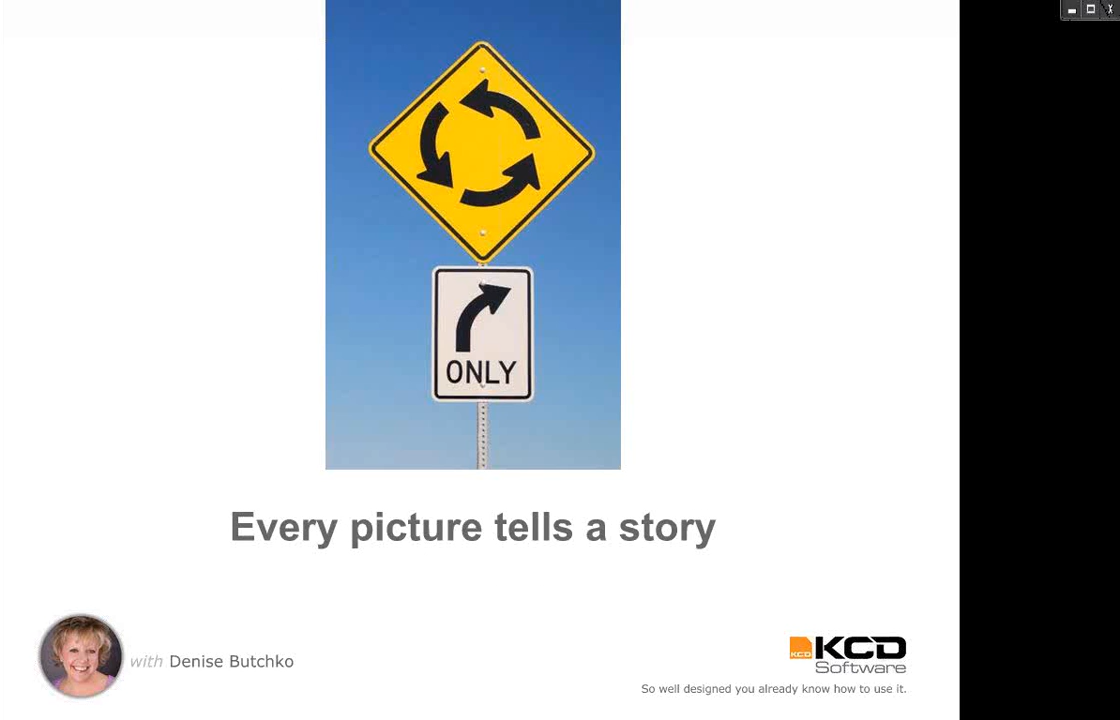 ONLY
Every picture tells a story
with Denise Butchko
KCD
KCD
Software
So well designed you already know how to use it.